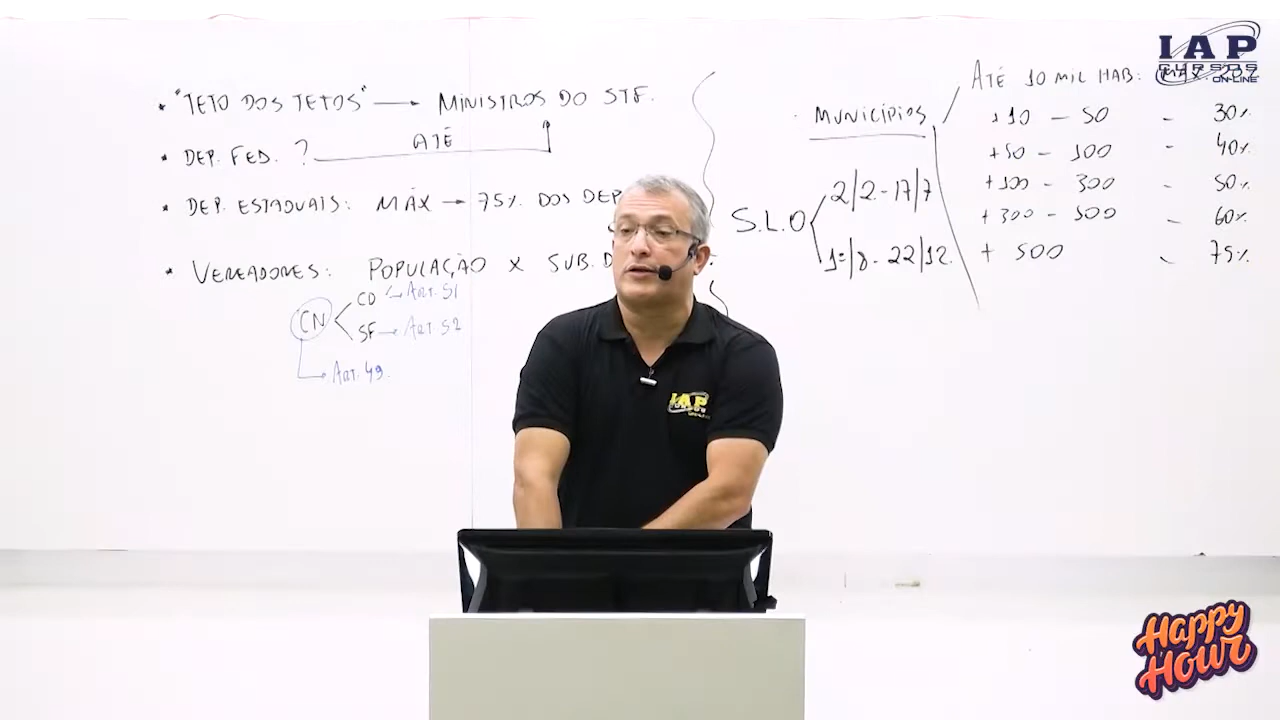 • "TETO DOS TETOS" → MINISTROS DO STF.
• DEP. FED. ? ATÉ
• DEP. ESTADUAIS: MÁX → 75% DOS DEP
• VEREADORES: POPULAÇÃO X SUB. D
CN
CD → ART. 51
SF → ART. 52
→ ART. 49.
S.L.O
2/2 - 17/7
1º/8 - 22/12.
MUNICÍPIOS
ATÉ 10 MIL HAB:
+10 - 50 - 30%
+50 - 100 - 40%
+100 - 300 - 50%
+300 - 500 - 60%
+ 500 - 75%
IAP
CURSOS
ON-LINE
IAP
Happy
Hour